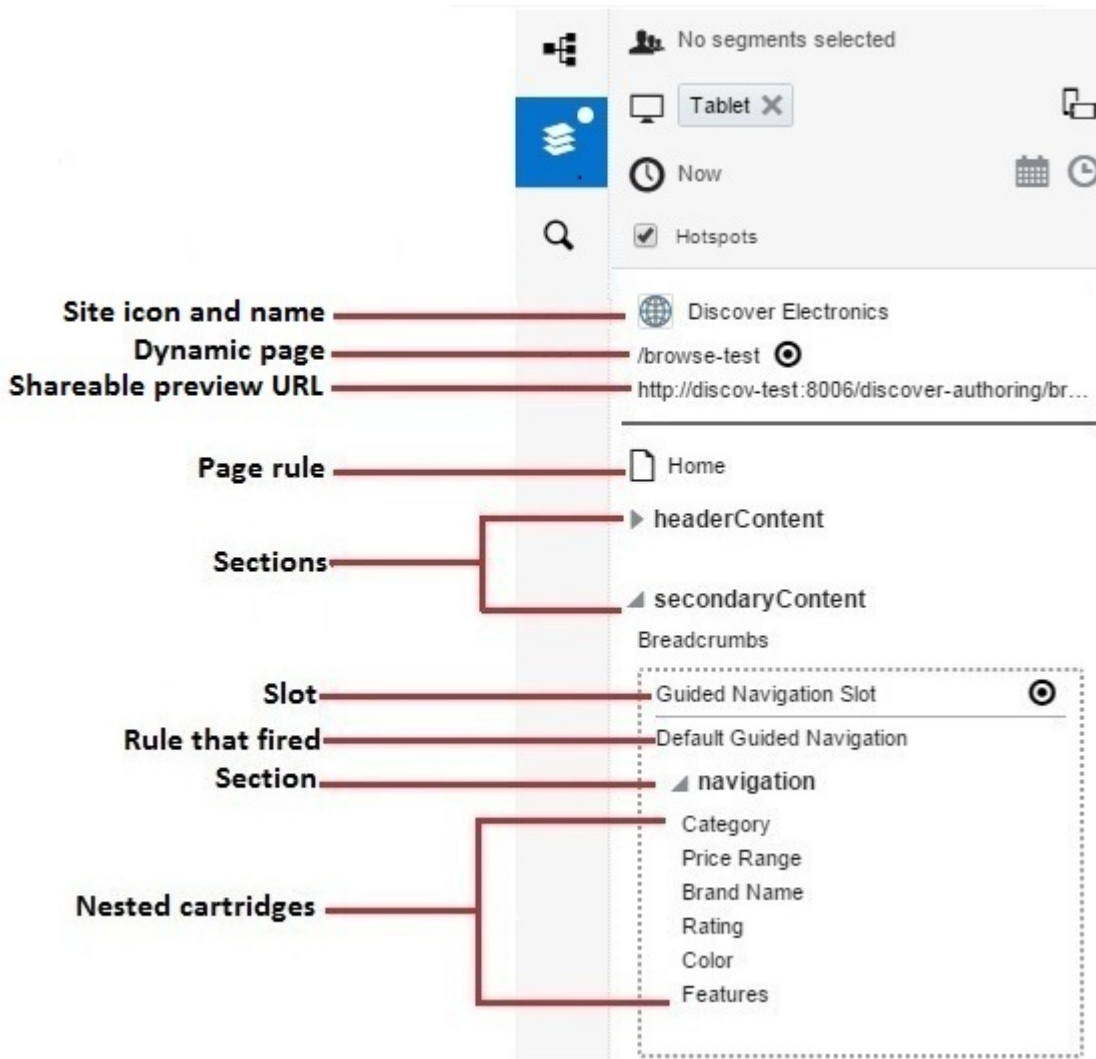 No segments selected
Tablet
Now
Hotspots
Site icon and name
Discover Electronics
Dynamic page
/browse-test
Shareable preview URL
http://discov-test:8006/discover-authoring/br...
Page rule
Home
headerContent
Sections
secondaryContent
Breadcrumbs
Slot
Guided Navigation Slot
Rule that fired
Default Guided Navigation
Section
navigation
Category
Price Range
Brand Name
Nested cartridges
Rating
Color
Features